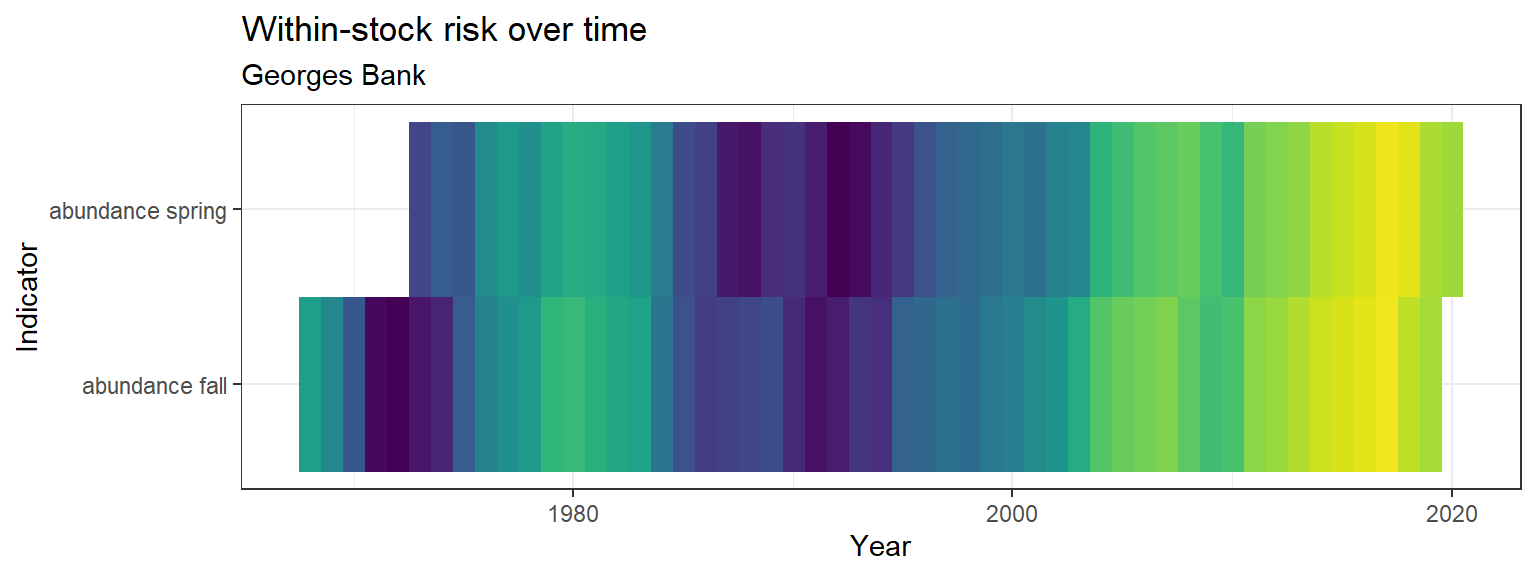 Within-stock risk over time
Georges Bank
Indicator
abundance spring
abundance fall
1980
2000
2020
Year